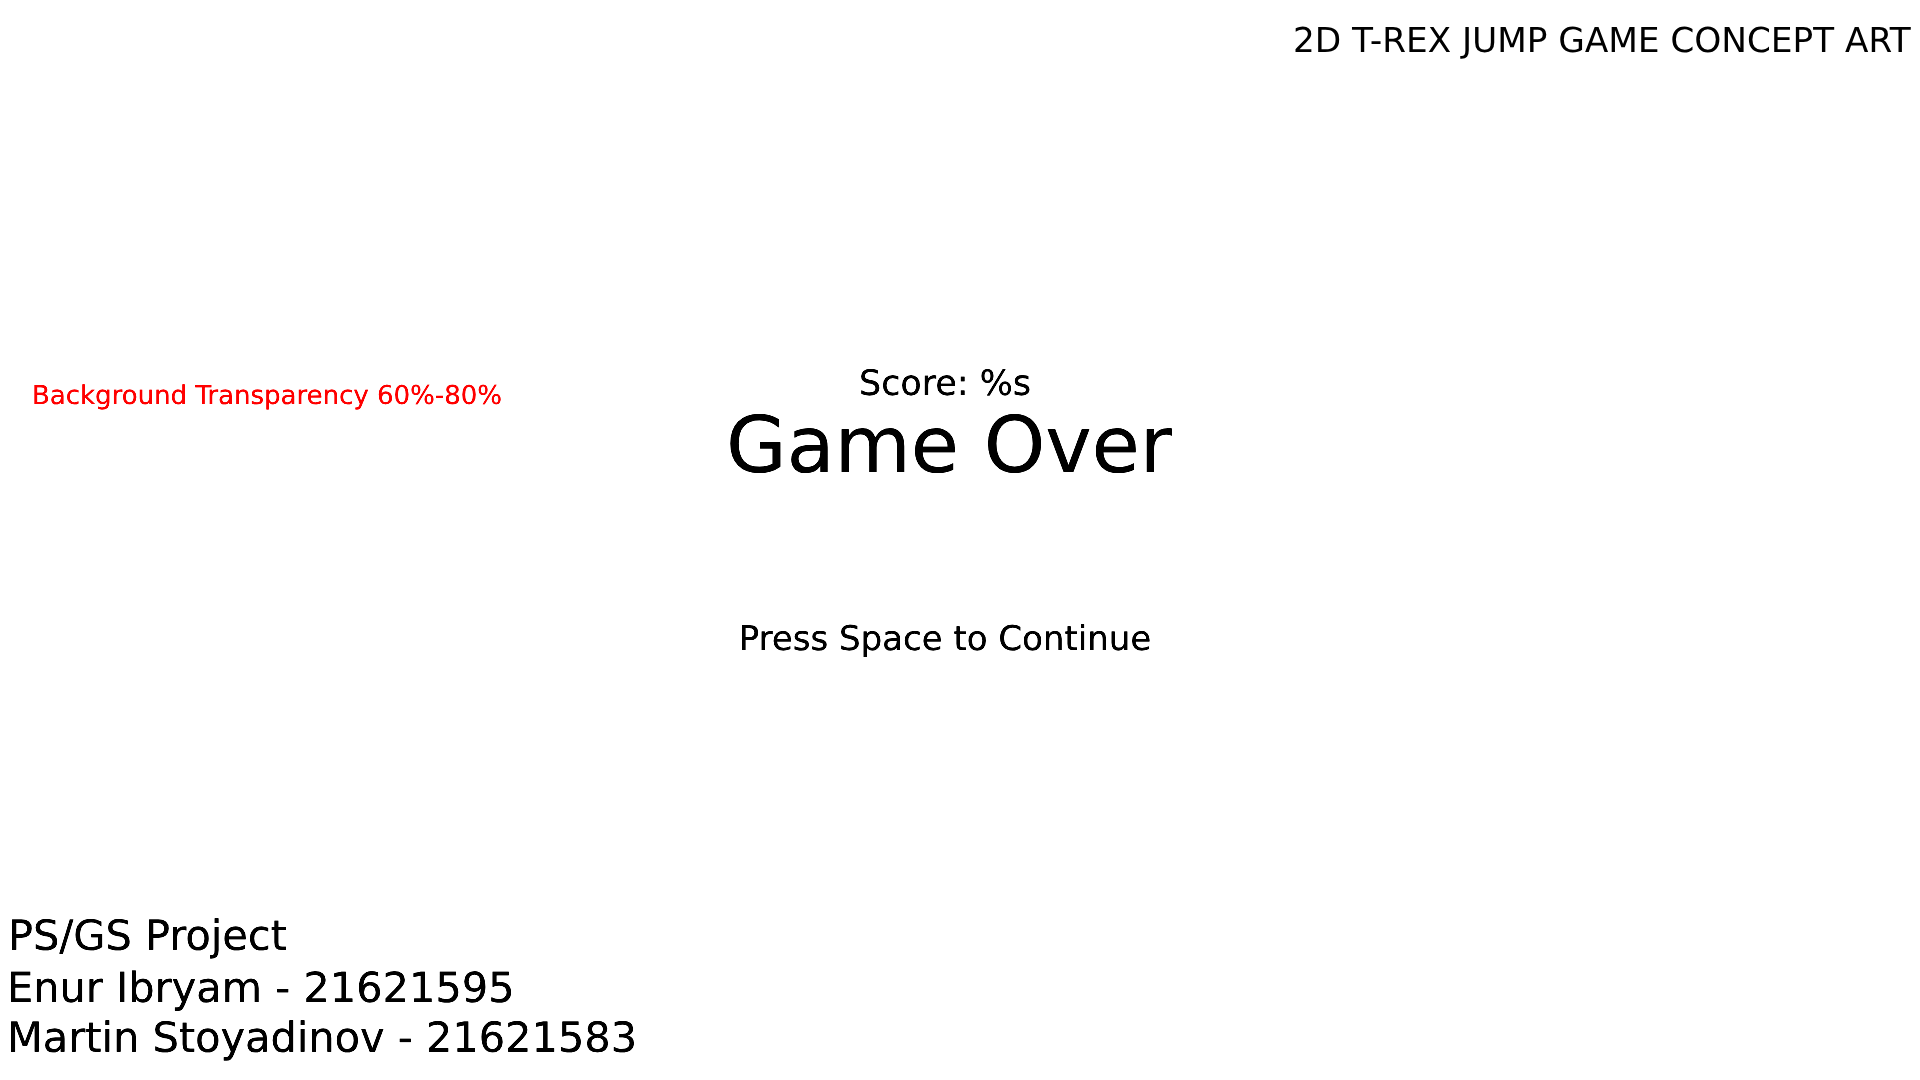 2D T-REX JUMP GAME CONCEPT ART
Background Transparency 60%-80%
Score: %s
Game Over
Press Space to Continue
PS/GS Project
Enur Ibryam - 21621595
Martin Stoyadinov - 21621583